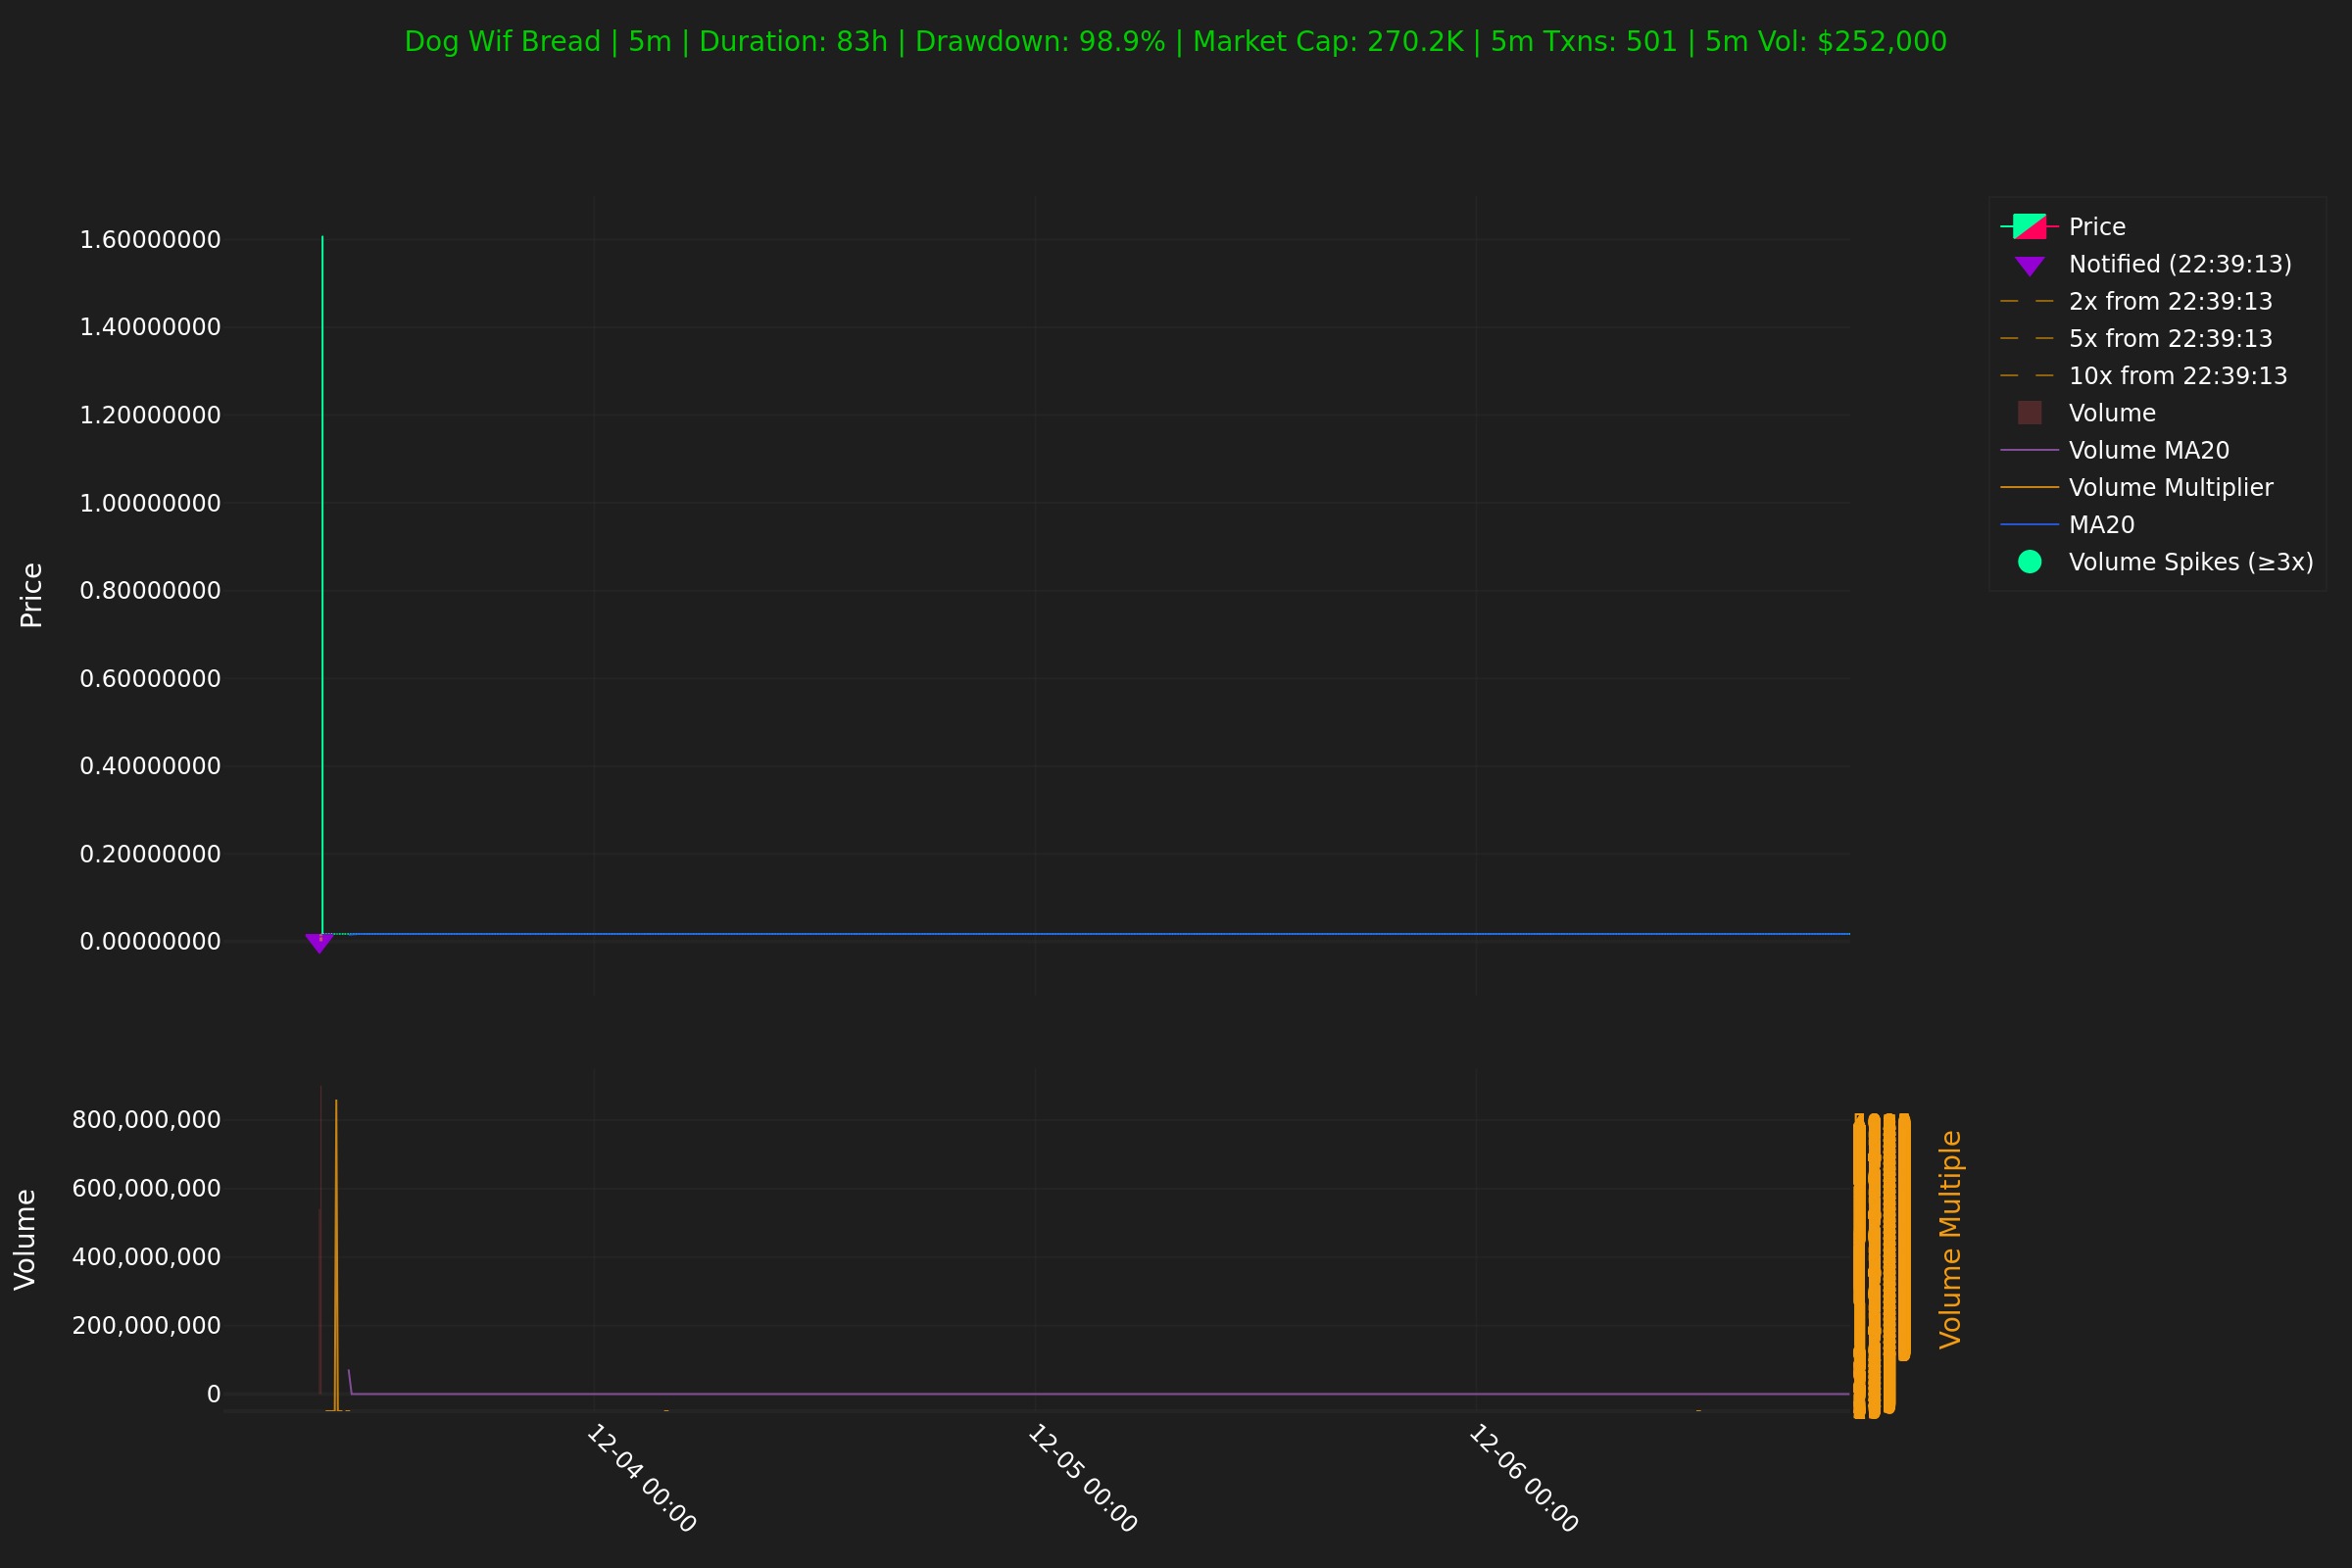 Dog Wif Bread | 5m | Duration: 83h | Drawdown: 98.9% | Market Cap: 270.2K | 5m Txns: 501 | 5m Vol: $252,000
Price
1.60000000
1.40000000
1.20000000
1.00000000
0.80000000
0.60000000
0.40000000
0.20000000
0.00000000
Price
Notified (22:39:13)
2x from 22:39:13
5x from 22:39:13
10x from 22:39:13
Volume
Volume MA20
Volume Multiplier
MA20
Volume Spikes (≥3x)
Volume
800,000,000
600,000,000
400,000,000
200,000,000
0
Volume Multiple
12-04 00:00
12-05 00:00
12-06 00:00